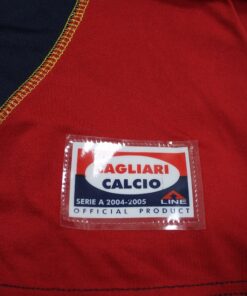 CAGLIARI
CALCIO
SERIE A 2004-2005
A LINE
OFFICIAL PRODUCT